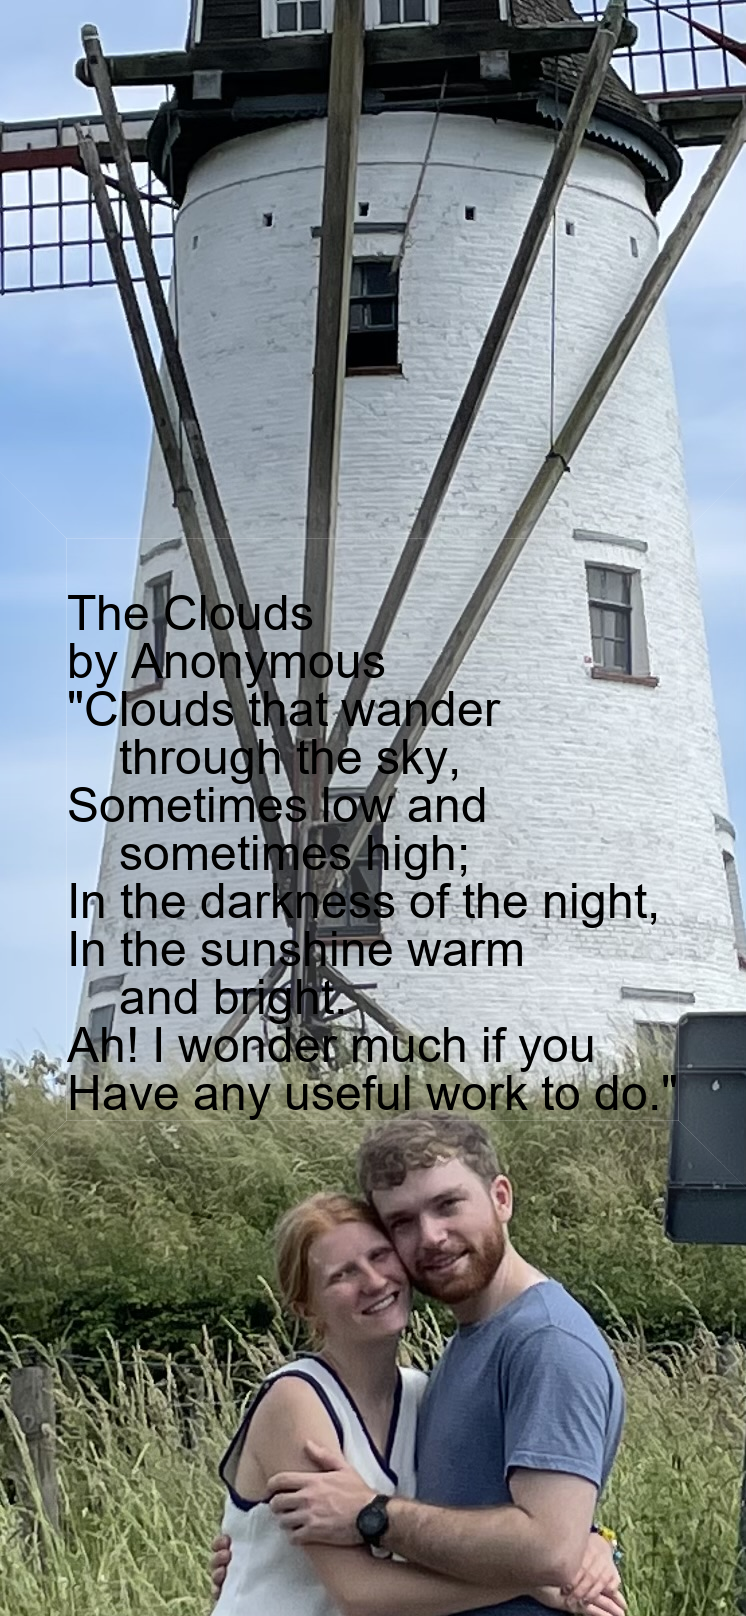 The Clouds
by Anonymous
"Clouds that wander
through the sky,
Sometimes low and
sometimes high;
In the darkness of the night,
In the sunshine warm
and bright.
Ah! I wonder much if you
Have any useful work to do."